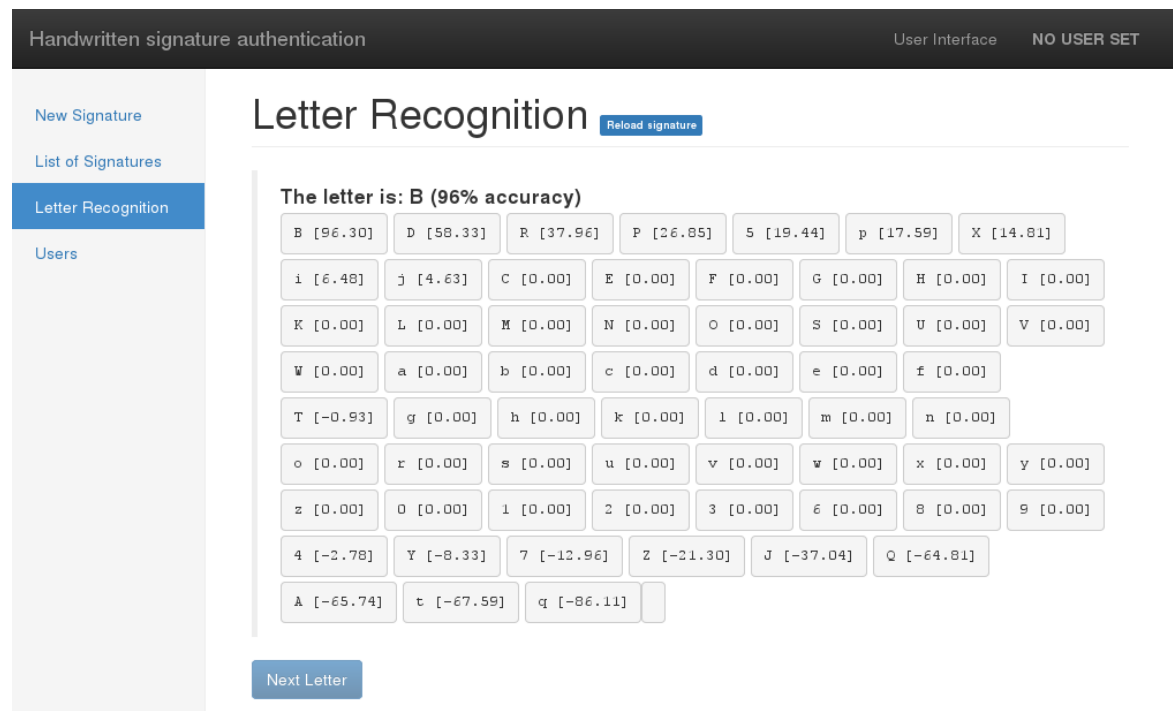 Handwritten signature authentication User Interface NO USER SET
New Signature
List of Signatures
Letter Recognition
Users
Letter Recognition Reload signature
The letter is: B (96% accuracy)
B [96.30] D [58.33] R [37.96] P [26.85] 5 [19.44] p [17.59] X [14.81]
i [6.48] j [4.63] C [0.00] E [0.00] F [0.00] G [0.00] H [0.00] I [0.00]
K [0.00] L [0.00] M [0.00] N [0.00] O [0.00] S [0.00] U [0.00] V [0.00]
W [0.00] a [0.00] b [0.00] c [0.00] d [0.00] e [0.00] f [0.00]
T [-0.93] g [0.00] h [0.00] k [0.00] l [0.00] m [0.00] n [0.00]
o [0.00] r [0.00] s [0.00] u [0.00] v [0.00] w [0.00] x [0.00] y [0.00]
z [0.00] 0 [0.00] 1 [0.00] 2 [0.00] 3 [0.00] 6 [0.00] 8 [0.00] 9 [0.00]
4 [-2.78] Y [-8.33] 7 [-12.96] Z [-21.30] J [-37.04] Q [-64.81]
A [-65.74] t [-67.59] q [-86.11]
Next Letter